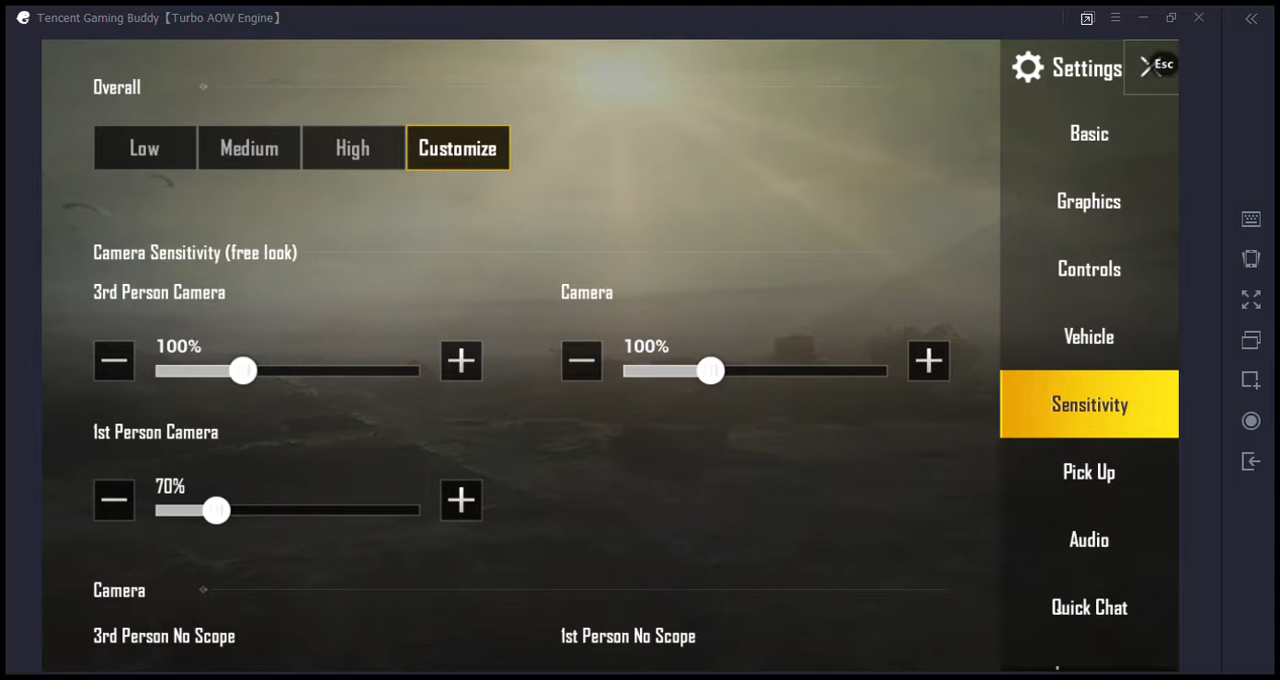 Tencent Gaming Buddy【Turbo AOW Engine】
Overall
Low Medium High Customize
Camera Sensitivity (free look)
3rd Person Camera Camera
100% 100%
1st Person Camera
70%
Camera
3rd Person No Scope 1st Person No Scope
Settings Esc
Basic
Graphics
Controls
Vehicle
Sensitivity
Pick Up
Audio
Quick Chat